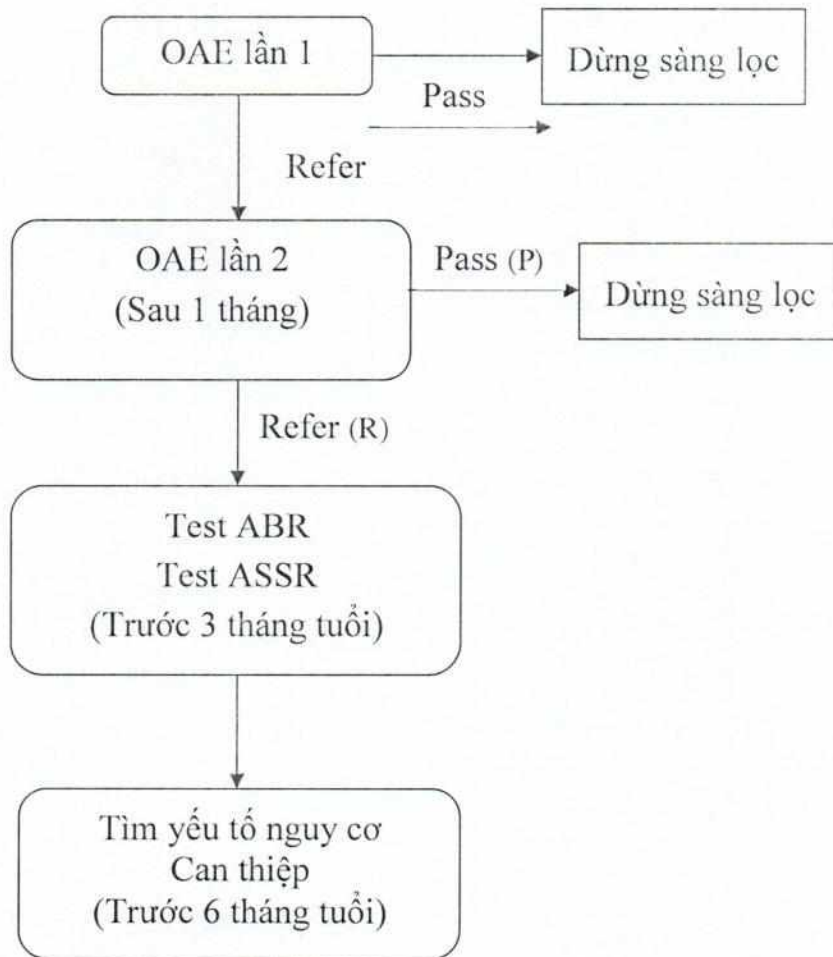 OAE lần 1
Dừng sàng lọc
Pass
Refer
OAE lần 2
(Sau 1 tháng)
Pass (P)
Dừng sàng lọc
Refer (R)
Test ABR
Test ASSR
(Trước 3 tháng tuổi)
Tìm yếu tố nguy cơ
Can thiệp
(Trước 6 tháng tuổi)